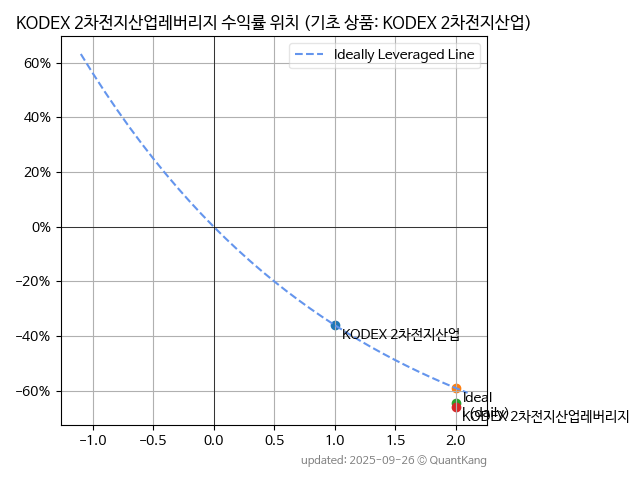 KODEX 2차전지산업레버리지 수익률 위치 (기초 상품: KODEX 2차전지산업)
Ideally Leveraged Line
60%
40%
20%
0%
−20%
−40%
−60%
KODEX 2차전지산업
Ideal
(daily)
KODEX 2차전지산업레버리지
−1.0 −0.5 0.0 0.5 1.0 1.5 2.0
updated: 2025-09-26 © QuantKang